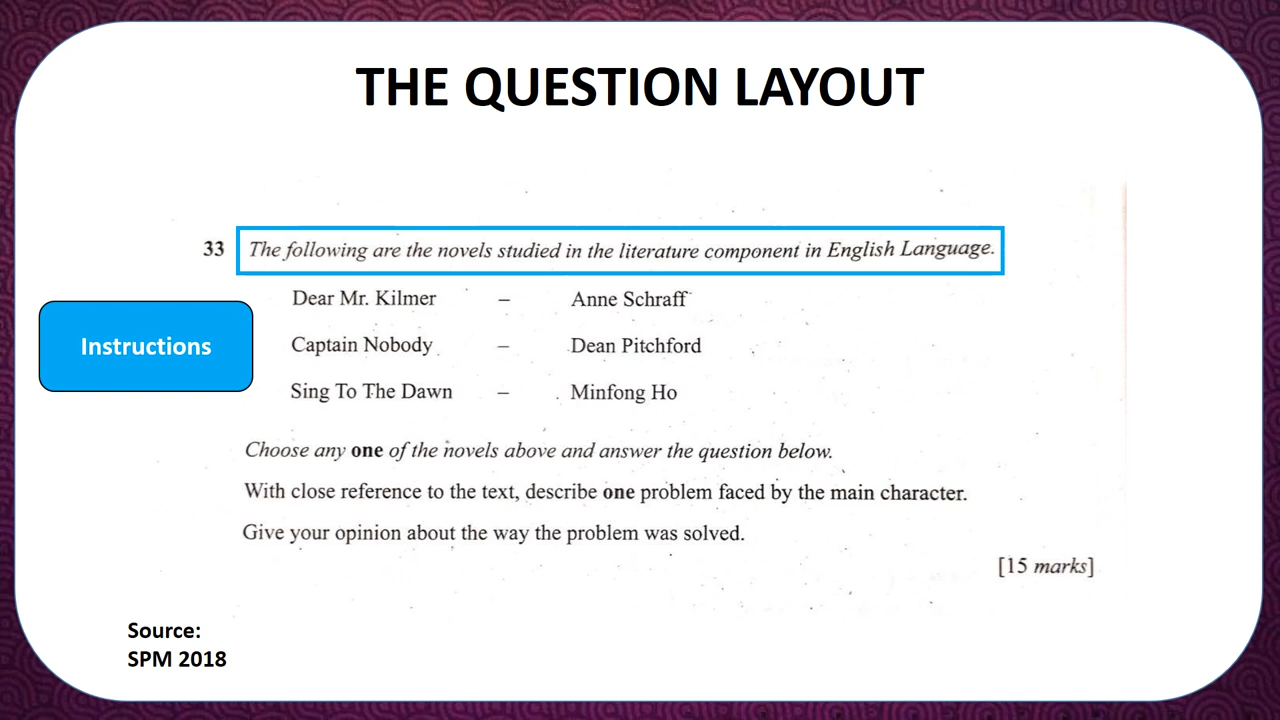 THE QUESTION LAYOUT
33 The following are the novels studied in the literature component in English Language.
Dear Mr. Kilmer – Anne Schraff
Instructions
Captain Nobody – Dean Pitchford
Sing To The Dawn – Minfong Ho
Choose any one of the novels above and answer the question below.
With close reference to the text, describe one problem faced by the main character.
Give your opinion about the way the problem was solved.
[15 marks]
Source:
SPM 2018